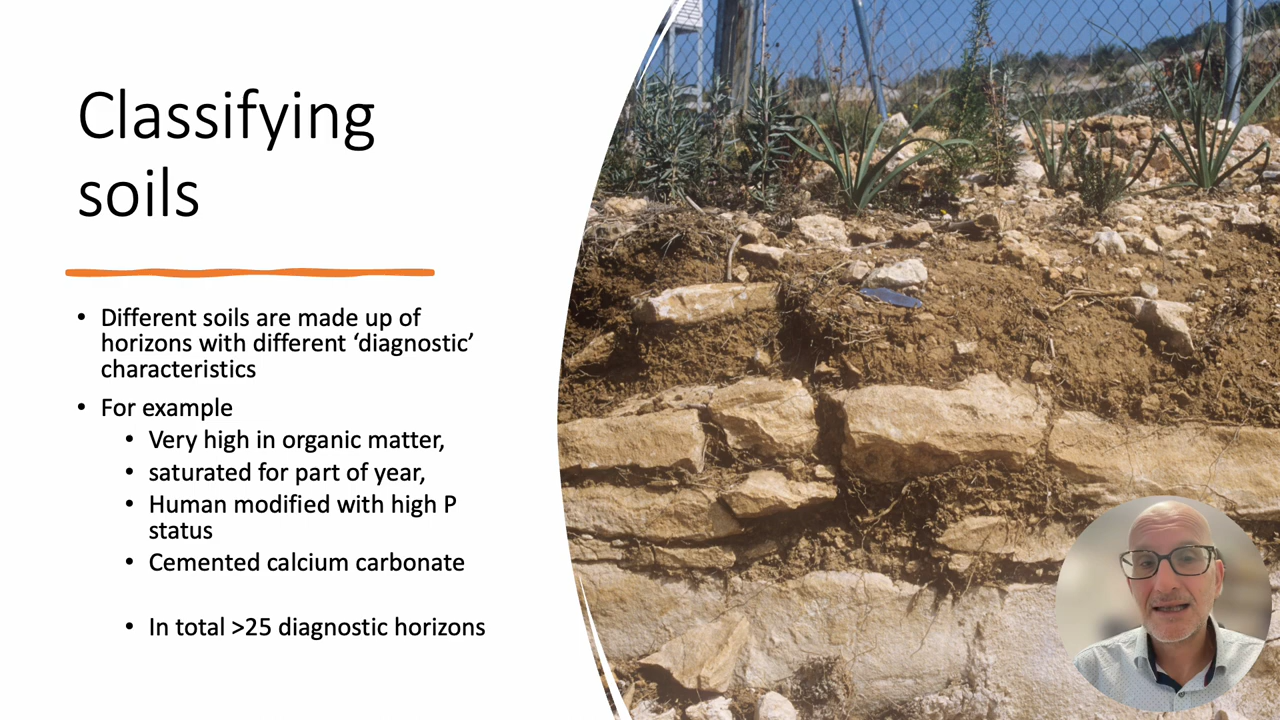 Classifying
soils
• Different soils are made up of
horizons with different ‘diagnostic’
characteristics
• For example
• Very high in organic matter,
• saturated for part of year,
• Human modified with high P
status
• Cemented calcium carbonate
• In total >25 diagnostic horizons